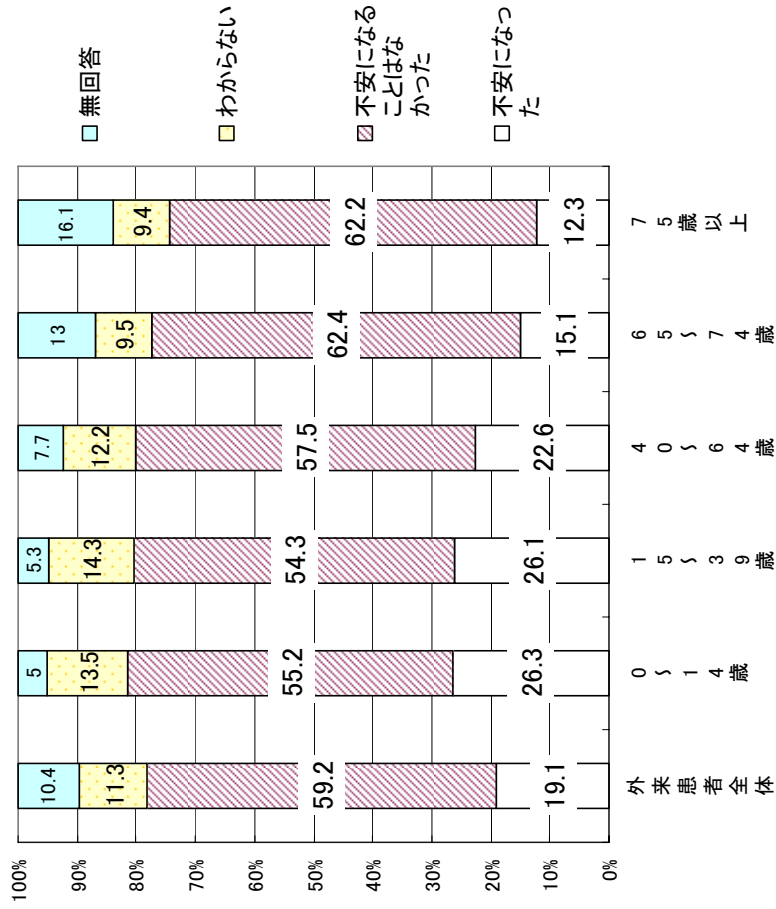 100%
90%
80%
70%
60%
50%
40%
30%
20%
10%
0%
10.4
11.3
59.2
19.1
5
13.5
55.2
26.3
5.3
14.3
54.3
26.1
7.7
12.2
57.5
22.6
13
9.5
62.4
15.1
16.1
9.4
62.2
12.3
外来患者全体
0～14歳
15～39歳
40～64歳
65～74歳
75歳以上
無回答
わからない
不安になる
ことはな
かった
不安になっ
た